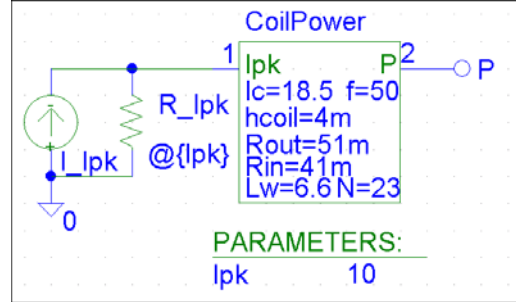 CoilPower
1 Ipk P 2 P
Ic=18.5 f=50
R_Ipk hcoil=4m
Rout=51m
I_Ipk @{Ipk} Rin=41m
Lw=6.6 N=23
0
PARAMETERS:
Ipk 10